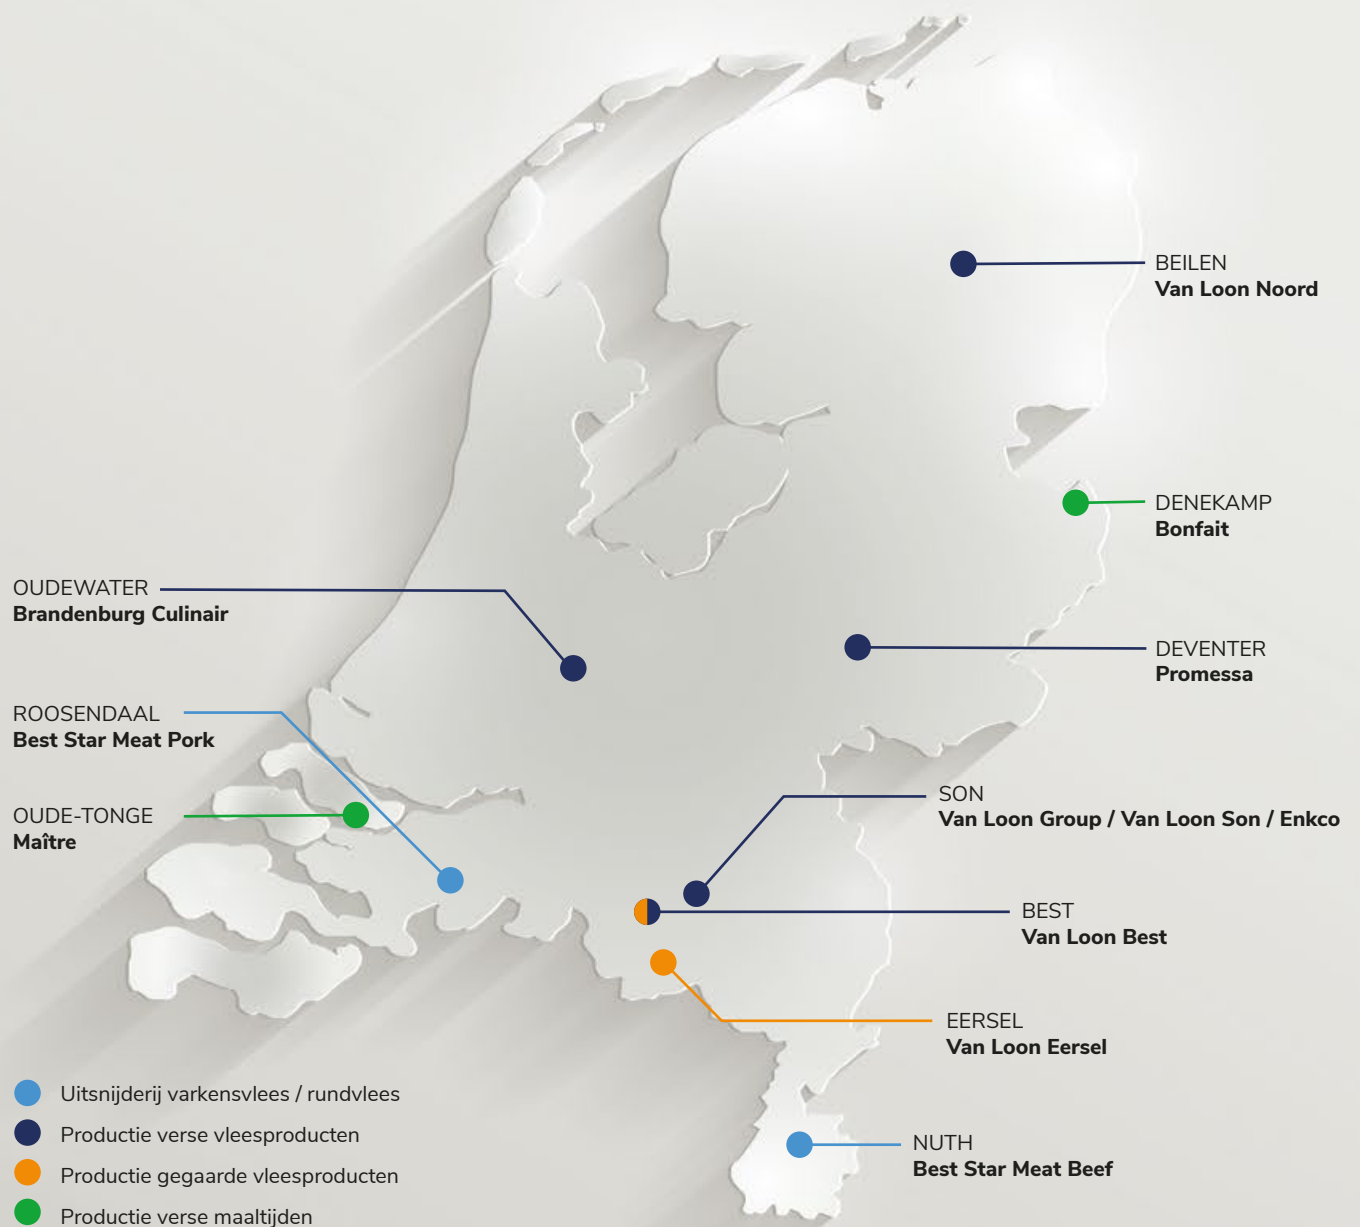 BEILEN
Van Loon Noord
DENEKAMP
Bonfait
OUDEWATER
Brandenburg Culinair
DEVENTER
Promessa
ROOSENDAAL
Best Star Meat Pork
SON
Van Loon Group / Van Loon Son / Enkco
OUDE-TONGE
Maître
BEST
Van Loon Best
EERSEL
Van Loon Eersel
NUTH
Best Star Meat Beef
Uitsnijderij varkensvlees / rundvlees
Productie verse vleesproducten
Productie gegaarde vleesproducten
Productie verse maaltijden